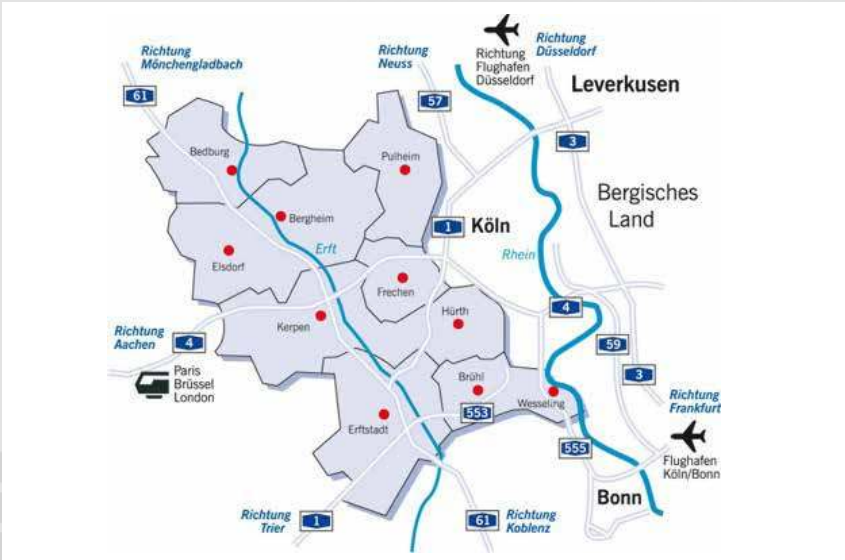 Richtung
Mönchengladbach
61
Richtung
Neuss
57
Richtung
Flughafen
Düsseldorf
Richtung
Düsseldorf
Leverkusen
3
Bedburg
Pulheim
Bergisches
Land
Bergheim
1
Köln
Erft
Rhein
Elsdorf
Frechen
Hürth
4
Kerpen
Richtung
Aachen
4
59
Paris
Brüssel
London
3
Brühl
Wesseling
Richtung
Frankfurt
553
Erftstadt
555
Flughafen
Köln/Bonn
Bonn
Richtung
Trier
1
61
Richtung
Koblenz